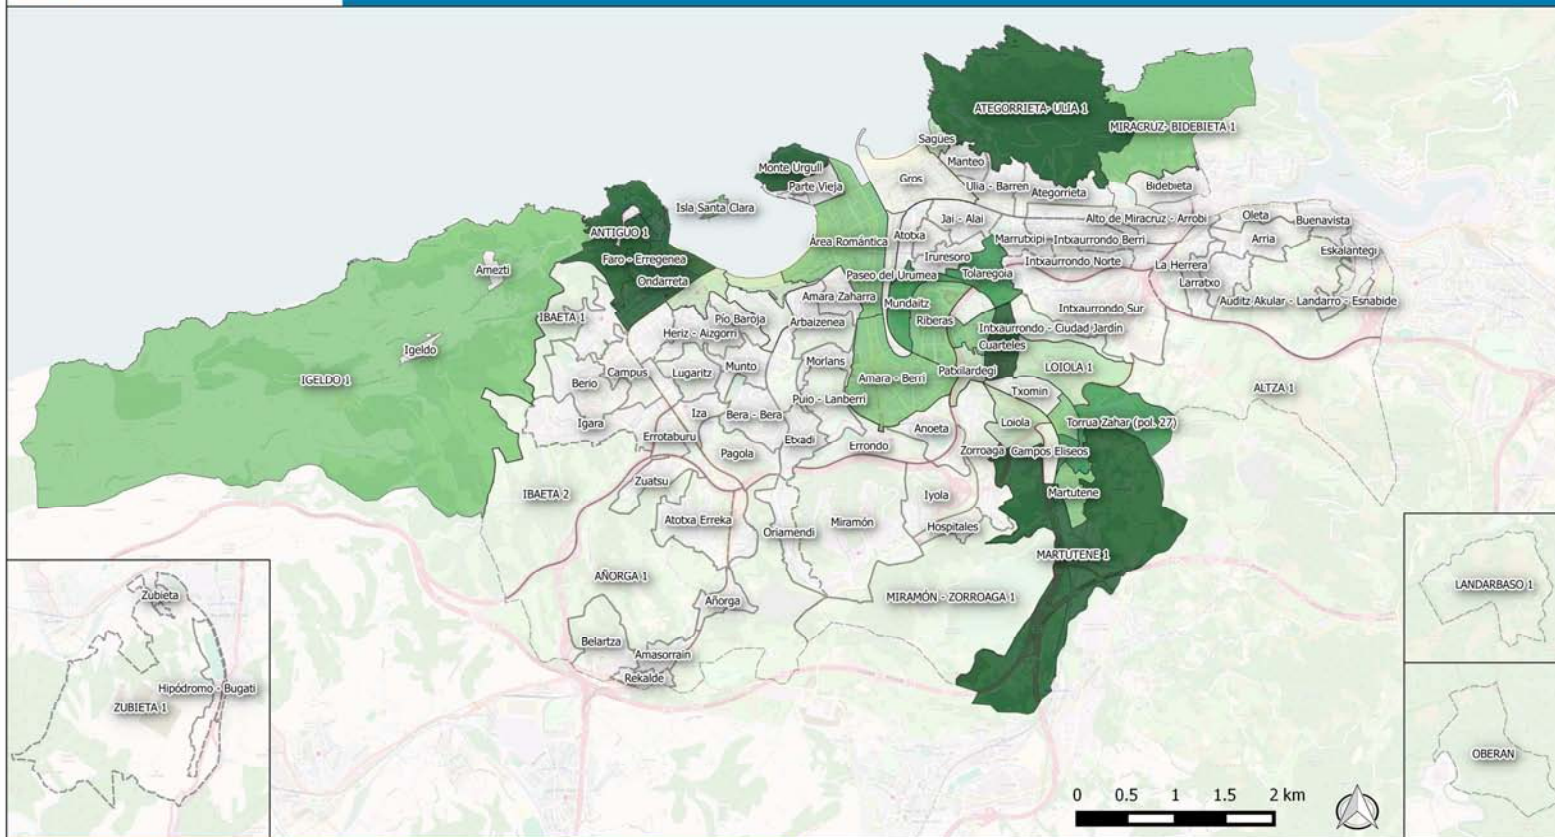 ATEGORRIETA- ULIA 1
MIRACRUZ- BIDEBIETA 1
Sagües
Monte Urgull
Manteo
Gros
Parte Vieja
Ulia - Barren
Ategorrieta
Bidebieta
Isla Santa Clara
ANTIGUO 1
Jai - Alai
Alto de Miracruz - Arrobi
Oleta
Buenavista
Área Romántica
Atotxa
Marrutxipi
Intxaurrondo Berri
Arria
Eskalantegi
Faro - Erregenea
Iruresoro
Intxaurrondo Norte
La Herrera
Amezti
Ondarreta
Paseo del Urumea
Tolaregoia
Larratxo
Amara Zaharra
Mundaitz
Auditz Akular - Landarro - Esnabide
IBAETA 1
Pío Baroja
Arbaizenea
Riberas
Intxaurrondo Sur
Heriz - Aizgorri
Intxaurrondo - Ciudad Jardín
Igeldo
Cuarteles
IGELDO 1
Berio
Campus
Lugaritz
Munto
Morlans
Amara - Berri
Patxilardegi
LOIOLA 1
ALTZA 1
Puio - Lanberri
Txomin
Igara
Iza
Bera - Bera
Loiola
Torrua Zahar (pol. 27)
Errotaburu
Etxadi
Errondo
Anoeta
Pagola
Zorroaga
Campos Eliseos
IBAETA 2
Zuatsu
Iyola
Martutene
Atotxa Erreka
Oriamendi
Miramón
Hospitales
MARTUTENE 1
AÑORGA 1
Añorga
MIRAMÓN - ZORROAGA 1
LANDARBASO 1
Zubieta
Belartza
Amasorrain
Rekalde
Hipódromo - Bugati
ZUBIETA 1
OBERAN
0 0.5 1 1.5 2 km